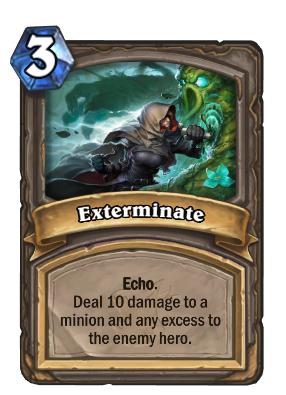 3
Exterminate
Echo.
Deal 10 damage to a
minion and any excess to
the enemy hero.